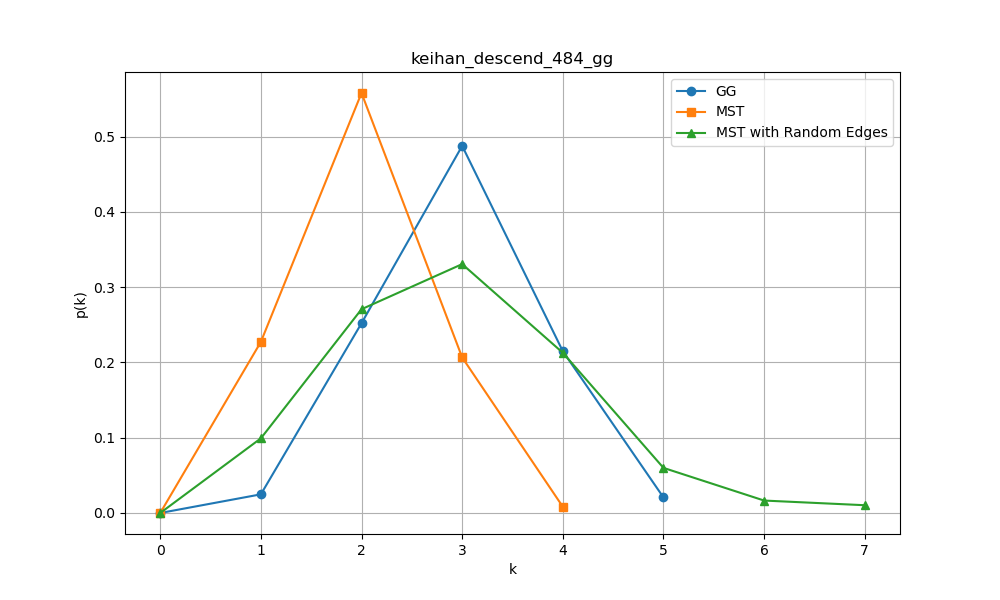 keihan_descend_484_gg
GG
MST
MST with Random Edges
p(k)
0.5
0.4
0.3
0.2
0.1
0.0
0 1 2 3 4 5 6 7
k